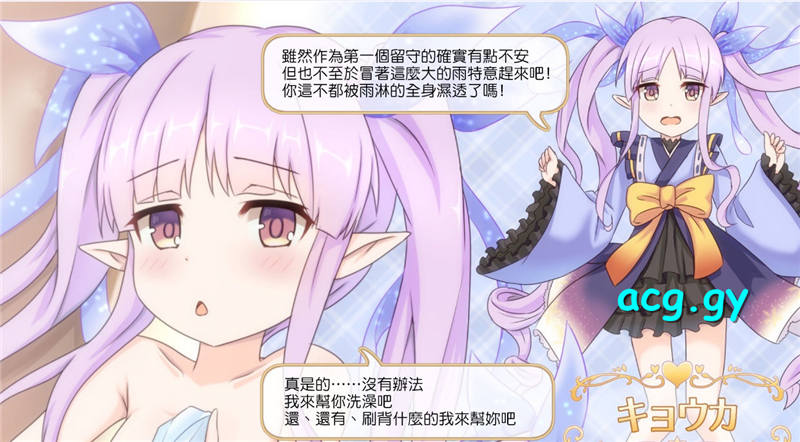 雖然作為第一個留守的確實有點不安
但也不至於冒著這麼大的雨特意趕來吧!
你這不都被雨淋的全身濕透了嗎!
acg.gy
真是的……沒有辦法
我來幫你洗澡吧
還、還有、刷背什麼的我來幫妳吧
キョウカ